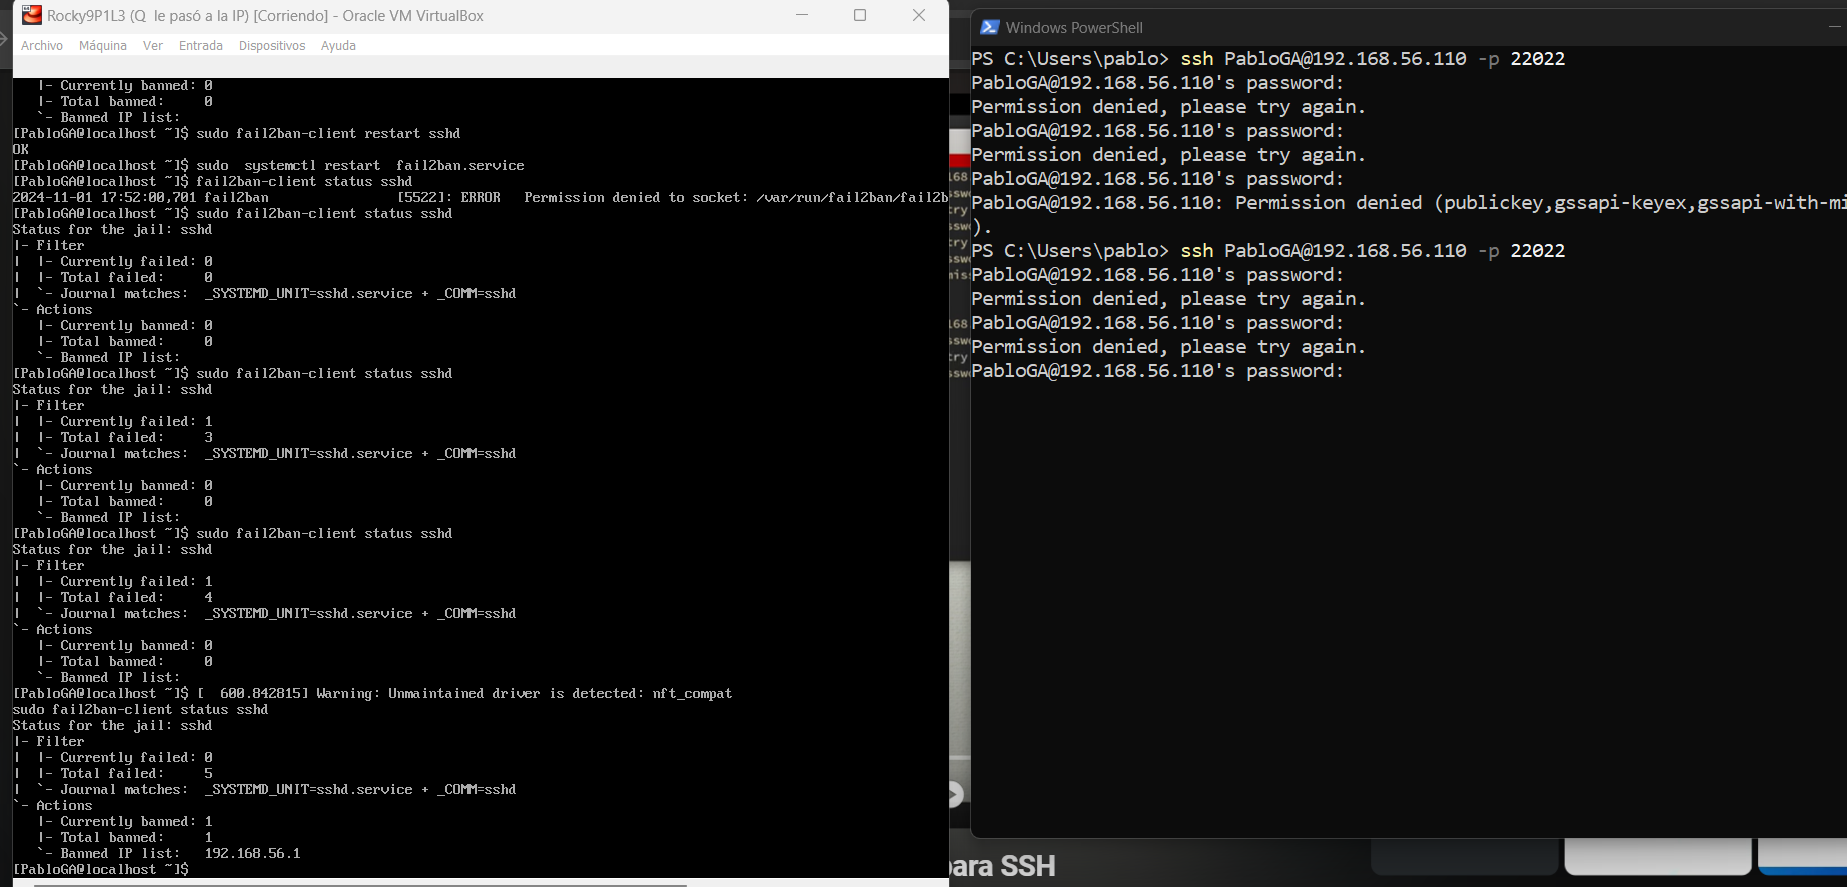 Rocky9P1L3 (Q le pasó a la IP) [Corriendo] - Oracle VM VirtualBox
Archivo Máquina Ver Entrada Dispositivos Ayuda
   |- Currently banned: 0
   |- Total banned:     0
   `- Banned IP list:
[PabloGA@localhost ~]$ sudo fail2ban-client restart sshd
OK
[PabloGA@localhost ~]$ sudo  systemctl restart  fail2ban.service
[PabloGA@localhost ~]$ fail2ban-client status sshd
2024-11-01 17:52:00,701 fail2ban                [5522]: ERROR   Permission denied to socket: /var/run/fail2ban/fail2b
[PabloGA@localhost ~]$ sudo fail2ban-client status sshd
Status for the jail: sshd
|- Filter
|  |- Currently failed: 0
|  |- Total failed:     0
|  `- Journal matches:  _SYSTEMD_UNIT=sshd.service + _COMM=sshd
`- Actions
   |- Currently banned: 0
   |- Total banned:     0
   `- Banned IP list:
[PabloGA@localhost ~]$ sudo fail2ban-client status sshd
Status for the jail: sshd
|- Filter
|  |- Currently failed: 1
|  |- Total failed:     3
|  `- Journal matches:  _SYSTEMD_UNIT=sshd.service + _COMM=sshd
`- Actions
   |- Currently banned: 0
   |- Total banned:     0
   `- Banned IP list:
[PabloGA@localhost ~]$ sudo fail2ban-client status sshd
Status for the jail: sshd
|- Filter
|  |- Currently failed: 1
|  |- Total failed:     4
|  `- Journal matches:  _SYSTEMD_UNIT=sshd.service + _COMM=sshd
`- Actions
   |- Currently banned: 0
   |- Total banned:     0
   `- Banned IP list:
[PabloGA@localhost ~]$ [  600.842815] Warning: Unmaintained driver is detected: nft_compat
sudo fail2ban-client status sshd
Status for the jail: sshd
|- Filter
|  |- Currently failed: 0
|  |- Total failed:     5
|  `- Journal matches:  _SYSTEMD_UNIT=sshd.service + _COMM=sshd
`- Actions
   |- Currently banned: 1
   |- Total banned:     1
   `- Banned IP list:   192.168.56.1
[PabloGA@localhost ~]$
Windows PowerShell
PS C:\Users\pablo> ssh PabloGA@192.168.56.110 -p 22022
PabloGA@192.168.56.110's password:
Permission denied, please try again.
PabloGA@192.168.56.110's password:
Permission denied, please try again.
PabloGA@192.168.56.110's password:
PabloGA@192.168.56.110: Permission denied (publickey,gssapi-keyex,gssapi-with-mi
).
PS C:\Users\pablo> ssh PabloGA@192.168.56.110 -p 22022
PabloGA@192.168.56.110's password:
Permission denied, please try again.
PabloGA@192.168.56.110's password:
Permission denied, please try again.
PabloGA@192.168.56.110's password:
para SSH